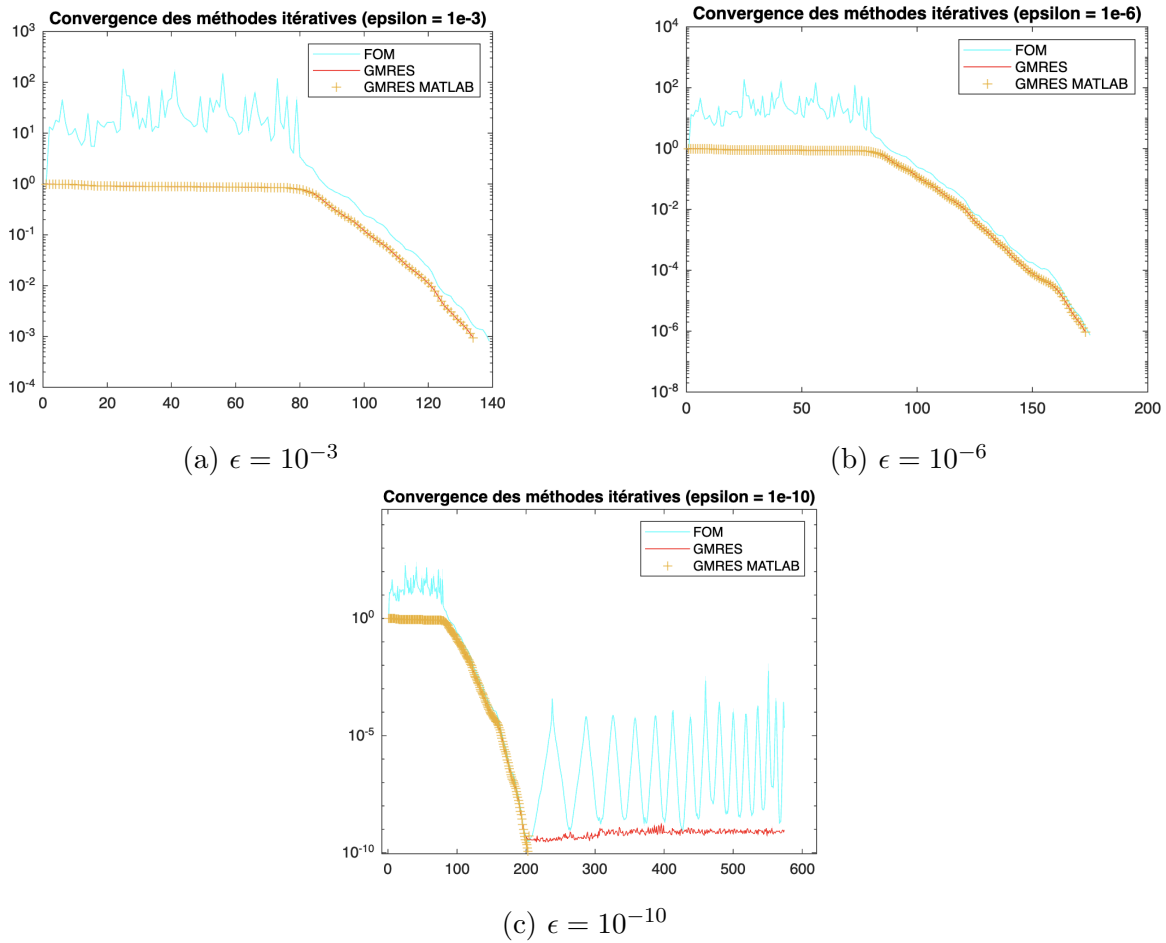 Convergence des méthodes itératives (epsilon = 1e-3)
10^3
10^2
10^1
10^0
10^-1
10^-2
10^-3
10^-4
0 20 40 60 80 100 120 140
FOM
GMRES
GMRES MATLAB
(a) ϵ = 10^-3
Convergence des méthodes itératives (epsilon = 1e-6)
10^4
10^2
10^0
10^-2
10^-4
10^-6
10^-8
0 50 100 150 200
FOM
GMRES
GMRES MATLAB
(b) ϵ = 10^-6
Convergence des méthodes itératives (epsilon = 1e-10)
10^0
10^-5
10^-10
0 100 200 300 400 500 600
FOM
GMRES
GMRES MATLAB
(c) ϵ = 10^-10